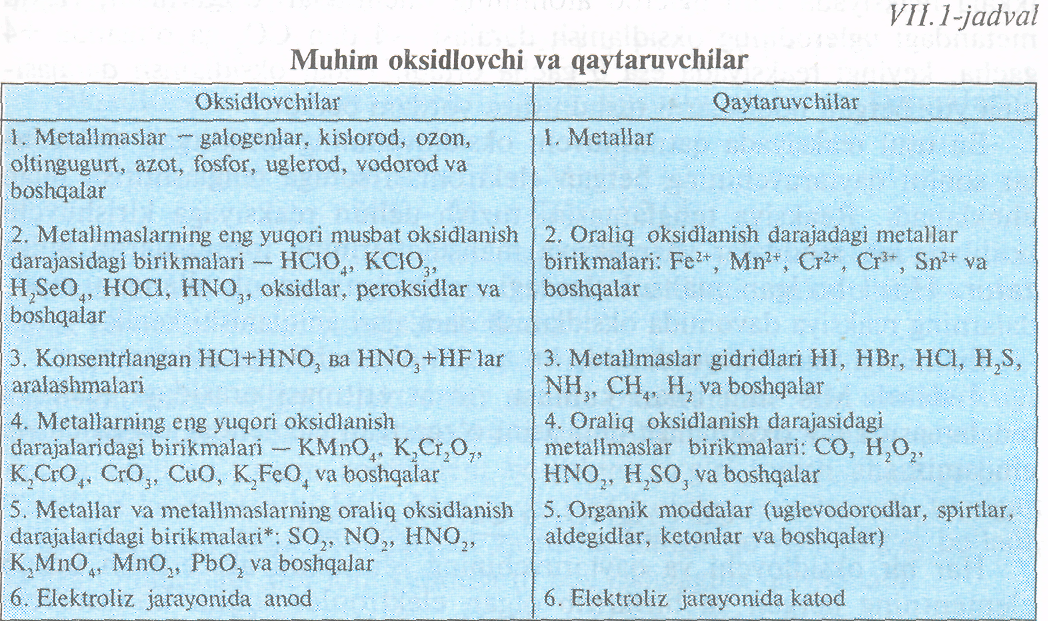 VII.1-jadval
Muhim oksidlovchi va qaytaruvchilar
Oksidlovchilar
Qaytaruvchilar
1. Metallmaslar – galogenlar, kislorod, ozon,
oltingugurt, azot, fosfor, uglerod, vodorod va
boshqalar
1. Metallar
2. Metallmaslarning eng yuqori musbat oksidlanish
darajasidagi birikmalari — HClO₄, KClO₃,
H₂SeO₄, HOCl, HNO₃, oksidlar, peroksidlar va
boshqalar
2. Oraliq oksidlanish darajadagi metallar
birikmalari: Fe²⁺, Mn²⁺, Cr²⁺, Cr³⁺, Sn²⁺ va
boshqalar
3. Konsentrlangan HCl+HNO₃ ва HNO₃+HF lar
aralashmalari
3. Metallmaslar gidridlari HI, HBr, HCl, H₂S,
NH₃, CH₄, H₂ va boshqalar
4. Metallarning eng yuqori oksidlanish
darajalaridagi birikmalari — KMnO₄, K₂Cr₂O₇,
K₂CrO₄, CrO₃, CuO, K₂FeO₄ va boshqalar
4. Oraliq oksidlanish darajasidagi
metallmaslar birikmalari: CO, H₂O₂,
HNO₂, H₂SO₃ va boshqalar
5. Metallar va metallmaslarning oraliq oksidlanish
darajalaridagi birikmalari*: SO₂, NO₂, HNO₂,
K₂MnO₄, MnO₂, PbO₂ va boshqalar
5. Organik moddalar (uglevodorodlar, spirtlar,
aldegidlar, ketonlar va boshqalar)
6. Elektroliz jarayonida anod
6. Elektroliz jarayonida katod